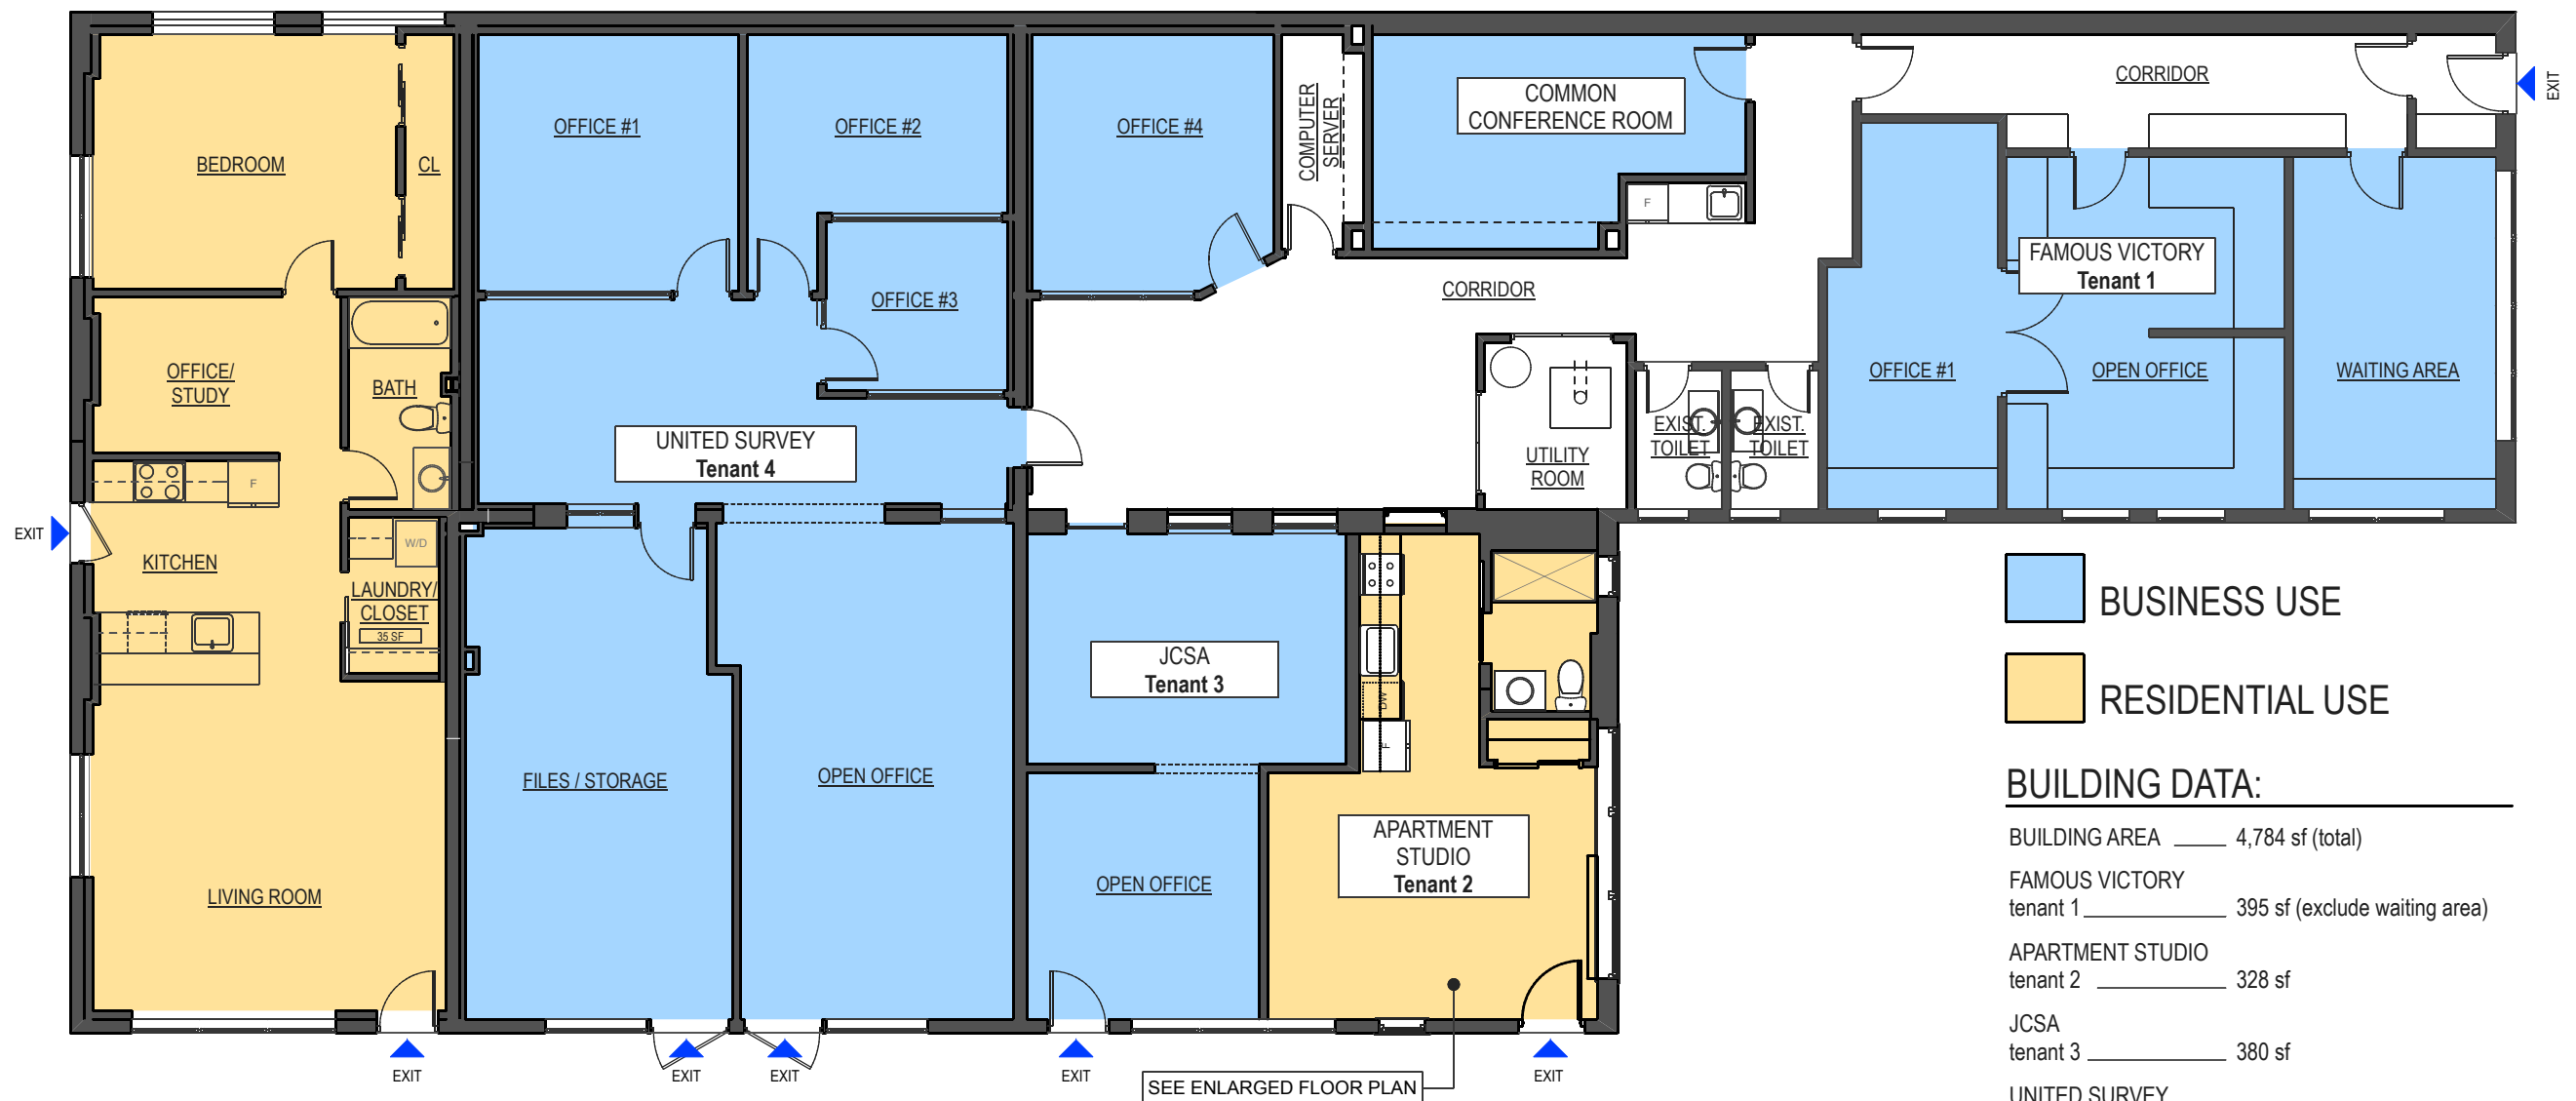 OFFICE #1
OFFICE #2
OFFICE #4
COMPUTER
SERVER
COMMON
CONFERENCE ROOM
CORRIDOR
EXIT
BEDROOM
CL
F
FAMOUS VICTORY
Tenant 1
OFFICE #3
CORRIDOR
OFFICE/
STUDY
BATH
OFFICE #1
OPEN OFFICE
WAITING AREA
UNITED SURVEY
Tenant 4
EXIST.
TOILET
EXIST.
TOILET
UTILITY
ROOM
F
EXIT
W/D
KITCHEN
LAUNDRY/
CLOSET
35 SF
BUSINESS USE
JCSA
Tenant 3
DW
F
RESIDENTIAL USE
FILES / STORAGE
OPEN OFFICE
BUILDING DATA:
APARTMENT
STUDIO
Tenant 2
BUILDING AREA 4,784 sf (total)
LIVING ROOM
OPEN OFFICE
FAMOUS VICTORY
tenant 1 395 sf (exclude waiting area)
APARTMENT STUDIO
tenant 2 328 sf
JCSA
tenant 3 380 sf
EXIT
EXIT
EXIT
EXIT
EXIT
SEE ENLARGED FLOOR PLAN
UNITED SURVEY